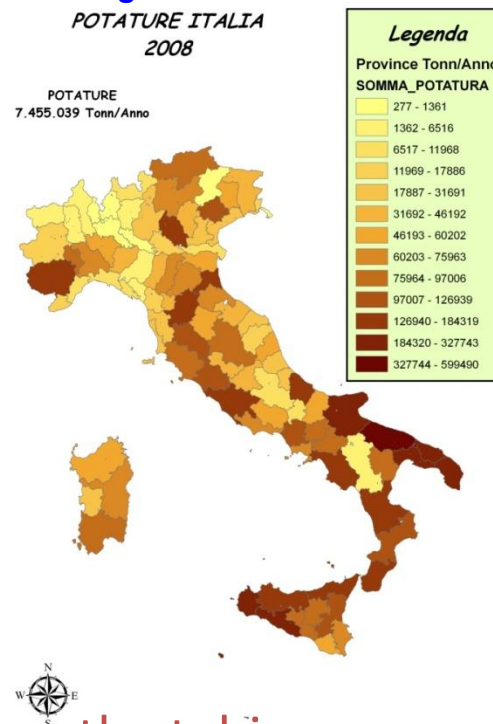 POTATURE ITALIA
2008
POTATURE
7.455.039 Tonn/Anno
Legenda
Province Tonn/Anno
SOMMA_POTATURA
277 - 1361
1362 - 6516
6517 - 11968
11969 - 17886
17887 - 31691
31692 - 46192
46193 - 60202
60203 - 75963
75964 - 97006
97007 - 126939
126940 - 184319
184320 - 327743
327744 - 599490
N
W E
S